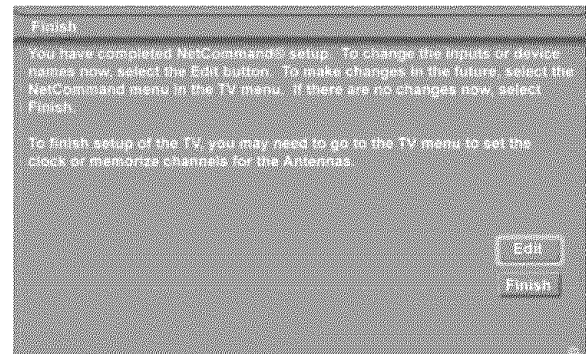 Finish
You have completed NetCommand® setup. To change the inputs or device
names now, select the Edit button. To make changes in the future, select the
NetCommand menu in the TV menu. If there are no changes now, select
Finish.
To finish setup of the TV, you may need to go to the TV menu to set the
clock or memorize channels for the Antennas.
Edit
Finish